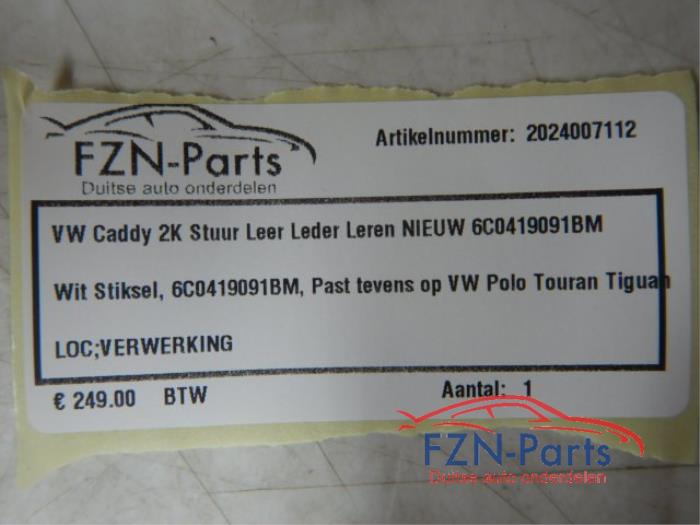 FZN-Parts
Duitse auto onderdelen
Artikelnummer: 2024007112
VW Caddy 2K Stuur Leer Leder Leren NIEUW 6C0419091BM
Wit Stiksel, 6C0419091BM, Past tevens op VW Polo Touran Tiguan
LOC;VERWERKING
€ 249.00 BTW
Aantal: 1
FZN-Parts
Duitse auto onderdelen